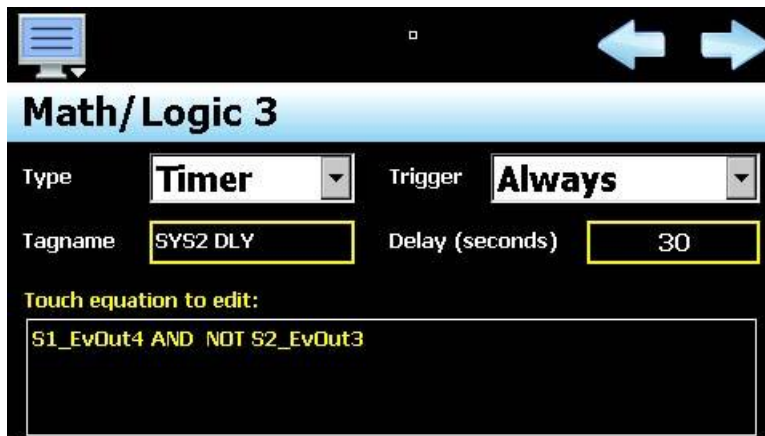 Math/Logic 3
Type Timer Trigger Always
Tagname SYS2 DLY Delay (seconds) 30
Touch equation to edit:
S1_EvOut4 AND  NOT S2_EvOut3